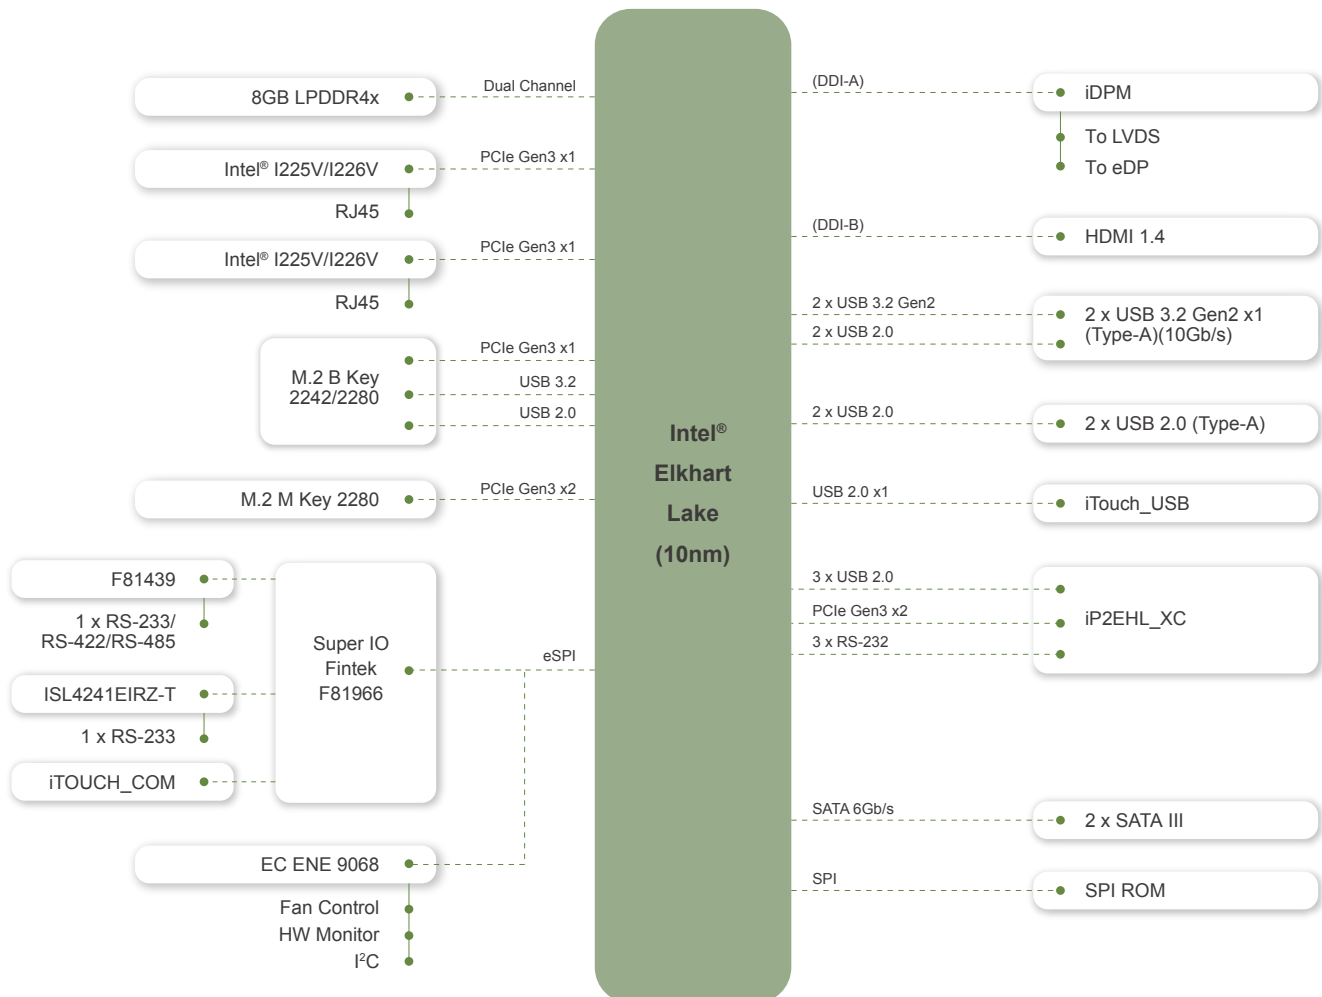 Dual Channel
8GB LPDDR4x
PCIe Gen3 x1
Intel® I225V/I226V
RJ45
PCIe Gen3 x1
Intel® I225V/I226V
RJ45
PCIe Gen3 x1
M.2 B Key
2242/2280
USB 3.2
USB 2.0
M.2 M Key 2280
PCIe Gen3 x2
F81439
1 x RS-233/
RS-422/RS-485
Super IO
Fintek
F81966
eSPI
ISL4241EIRZ-T
1 x RS-233
iTOUCH_COM
EC ENE 9068
Fan Control
HW Monitor
I²C
Intel®
Elkhart
Lake
(10nm)
(DDI-A)
iDPM
To LVDS
To eDP
(DDI-B)
HDMI 1.4
2 x USB 3.2 Gen2
2 x USB 2.0
2 x USB 3.2 Gen2 x1
(Type-A)(10Gb/s)
2 x USB 2.0
2 x USB 2.0 (Type-A)
USB 2.0 x1
iTouch_USB
3 x USB 2.0
PCIe Gen3 x2
3 x RS-232
iP2EHL_XC
SATA 6Gb/s
2 x SATA III
SPI
SPI ROM